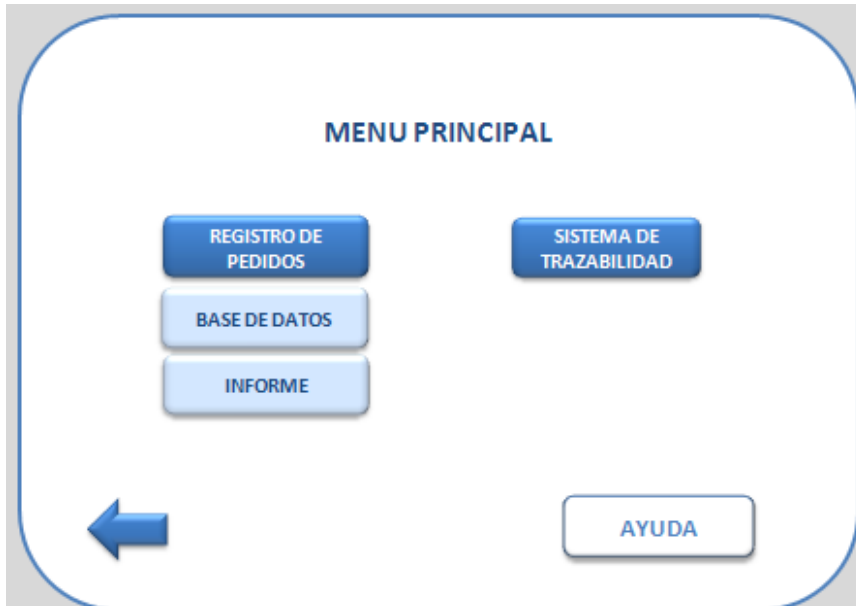 MENU PRINCIPAL
REGISTRO DE
PEDIDOS
SISTEMA DE
TRAZABILIDAD
BASE DE DATOS
INFORME
AYUDA